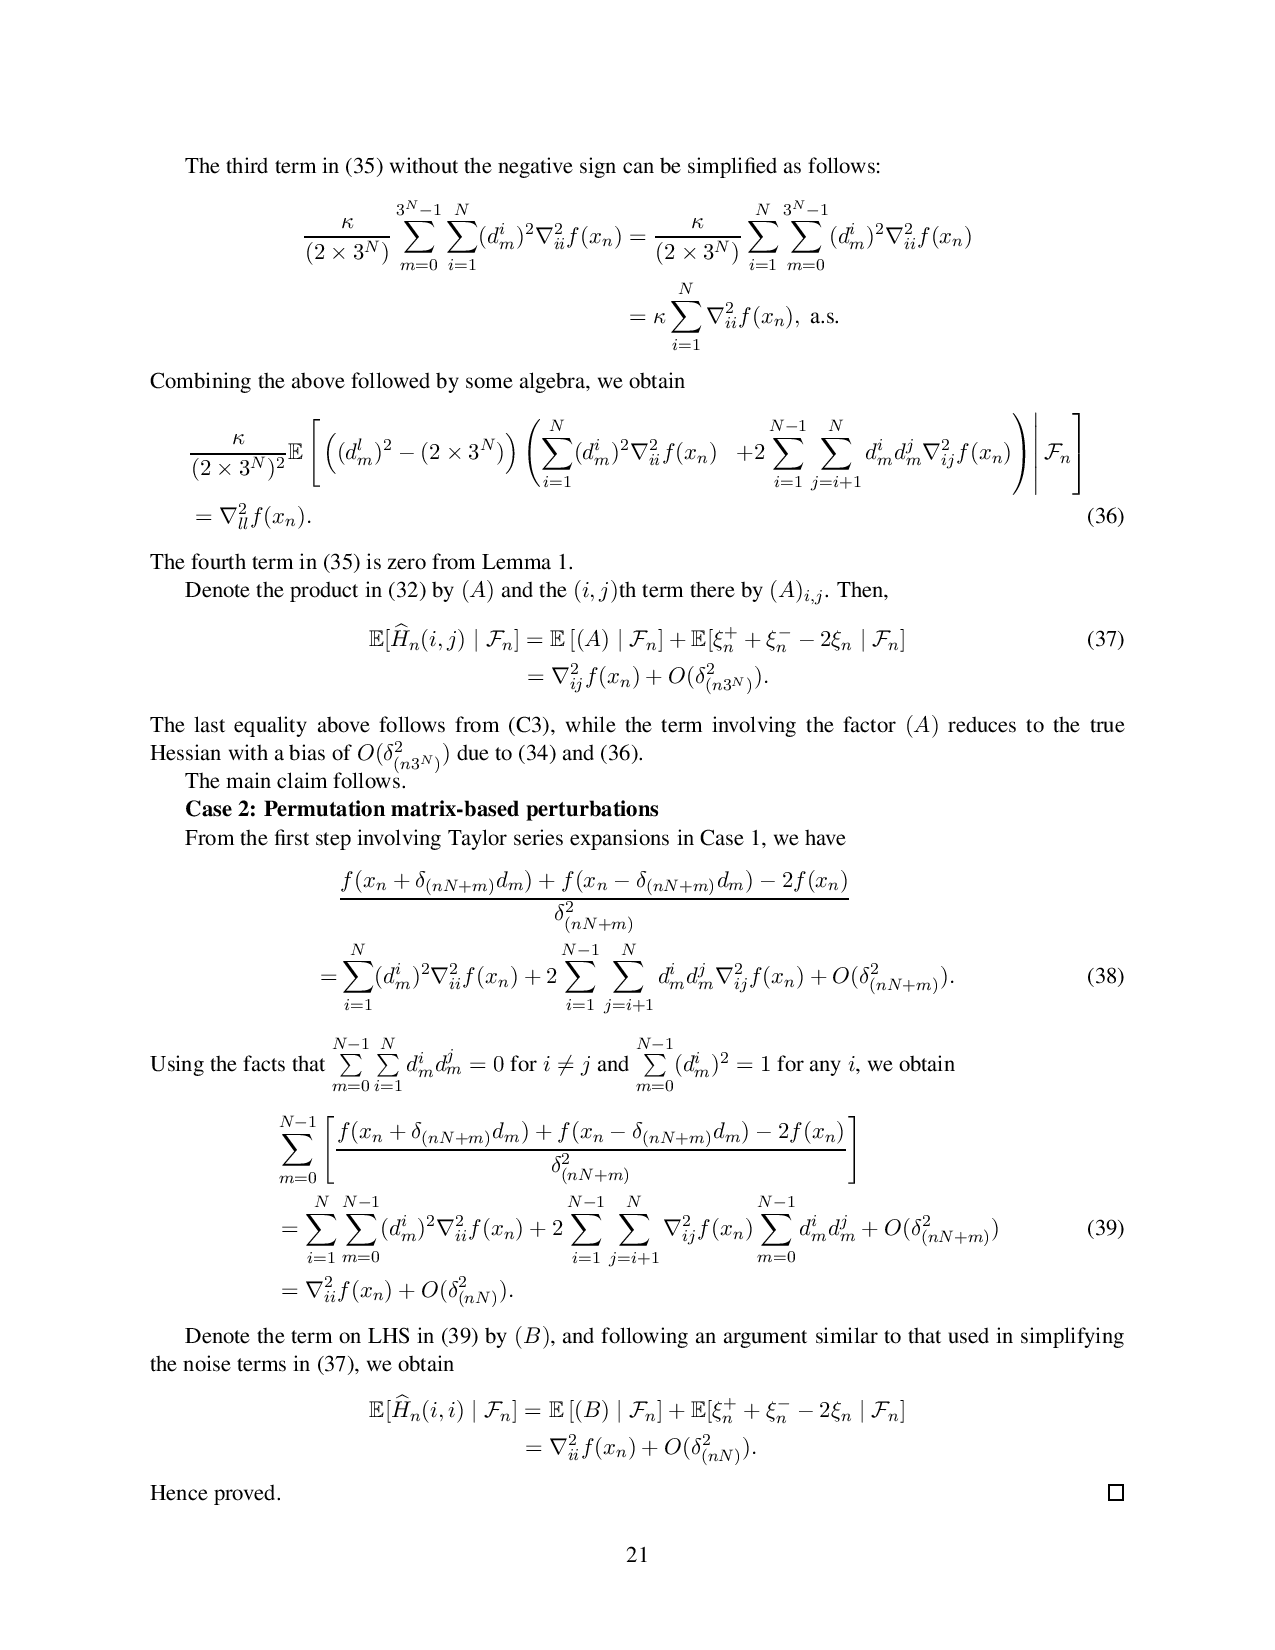 The third term in (35) without the negative sign can be simplified as follows:
$\frac{\kappa}{(2 \times 3^N)} \sum_{m=0}^{3^N-1} \sum_{i=1}^{N} (d_m^i)^2 \nabla_{ii}^2 f(x_n) = \frac{\kappa}{(2 \times 3^N)} \sum_{i=1}^{N} \sum_{m=0}^{3^N-1} (d_m^i)^2 \nabla_{ii}^2 f(x_n)$
$= \kappa \sum_{i=1}^{N} \nabla_{ii}^2 f(x_n),$ a.s.
Combining the above followed by some algebra, we obtain
$\frac{\kappa}{(2 \times 3^N)^2} \mathbb{E}\left[ \left( (d_m^l)^2 - (2 \times 3^N) \right) \left( \sum_{i=1}^{N} (d_m^i)^2 \nabla_{ii}^2 f(x_n) \quad +2 \sum_{i=1}^{N-1} \sum_{j=i+1}^{N} d_m^i d_m^j \nabla_{ij}^2 f(x_n) \right) \middle| \mathcal{F}_n \right]$
$= \nabla_{ll}^2 f(x_n).$ (36)
The fourth term in (35) is zero from Lemma 1.
Denote the product in (32) by $(A)$ and the $(i, j)$th term there by $(A)_{i,j}$. Then,
$\mathbb{E}[\widehat{H}_n(i, j) \mid \mathcal{F}_n] = \mathbb{E}[(A) \mid \mathcal{F}_n] + \mathbb{E}[\xi_n^+ + \xi_n^- - 2\xi_n \mid \mathcal{F}_n]$ (37)
$= \nabla_{ij}^2 f(x_n) + O(\delta_{(n3^N)}^2).$
The last equality above follows from (C3), while the term involving the factor $(A)$ reduces to the true
Hessian with a bias of $O(\delta_{(n3^N)}^2)$ due to (34) and (36).
The main claim follows.
Case 2: Permutation matrix-based perturbations
From the first step involving Taylor series expansions in Case 1, we have
$\frac{f(x_n + \delta_{(nN+m)} d_m) + f(x_n - \delta_{(nN+m)} d_m) - 2f(x_n)}{\delta_{(nN+m)}^2}$
$= \sum_{i=1}^{N} (d_m^i)^2 \nabla_{ii}^2 f(x_n) + 2 \sum_{i=1}^{N-1} \sum_{j=i+1}^{N} d_m^i d_m^j \nabla_{ij}^2 f(x_n) + O(\delta_{(nN+m)}^2).$ (38)
Using the facts that $\sum_{m=0}^{N-1} \sum_{i=1}^{N} d_m^i d_m^j = 0$ for $i \neq j$ and $\sum_{m=0}^{N-1} (d_m^i)^2 = 1$ for any $i$, we obtain
$\sum_{m=0}^{N-1} \left[ \frac{f(x_n + \delta_{(nN+m)} d_m) + f(x_n - \delta_{(nN+m)} d_m) - 2f(x_n)}{\delta_{(nN+m)}^2} \right]$
$= \sum_{i=1}^{N} \sum_{m=0}^{N-1} (d_m^i)^2 \nabla_{ii}^2 f(x_n) + 2 \sum_{i=1}^{N-1} \sum_{j=i+1}^{N} \nabla_{ij}^2 f(x_n) \sum_{m=0}^{N-1} d_m^i d_m^j + O(\delta_{(nN+m)}^2)$ (39)
$= \nabla_{ii}^2 f(x_n) + O(\delta_{(nN)}^2).$
Denote the term on LHS in (39) by $(B)$, and following an argument similar to that used in simplifying
the noise terms in (37), we obtain
$\mathbb{E}[\widehat{H}_n(i, i) \mid \mathcal{F}_n] = \mathbb{E}[(B) \mid \mathcal{F}_n] + \mathbb{E}[\xi_n^+ + \xi_n^- - 2\xi_n \mid \mathcal{F}_n]$
$= \nabla_{ii}^2 f(x_n) + O(\delta_{(nN)}^2).$
Hence proved. □
21